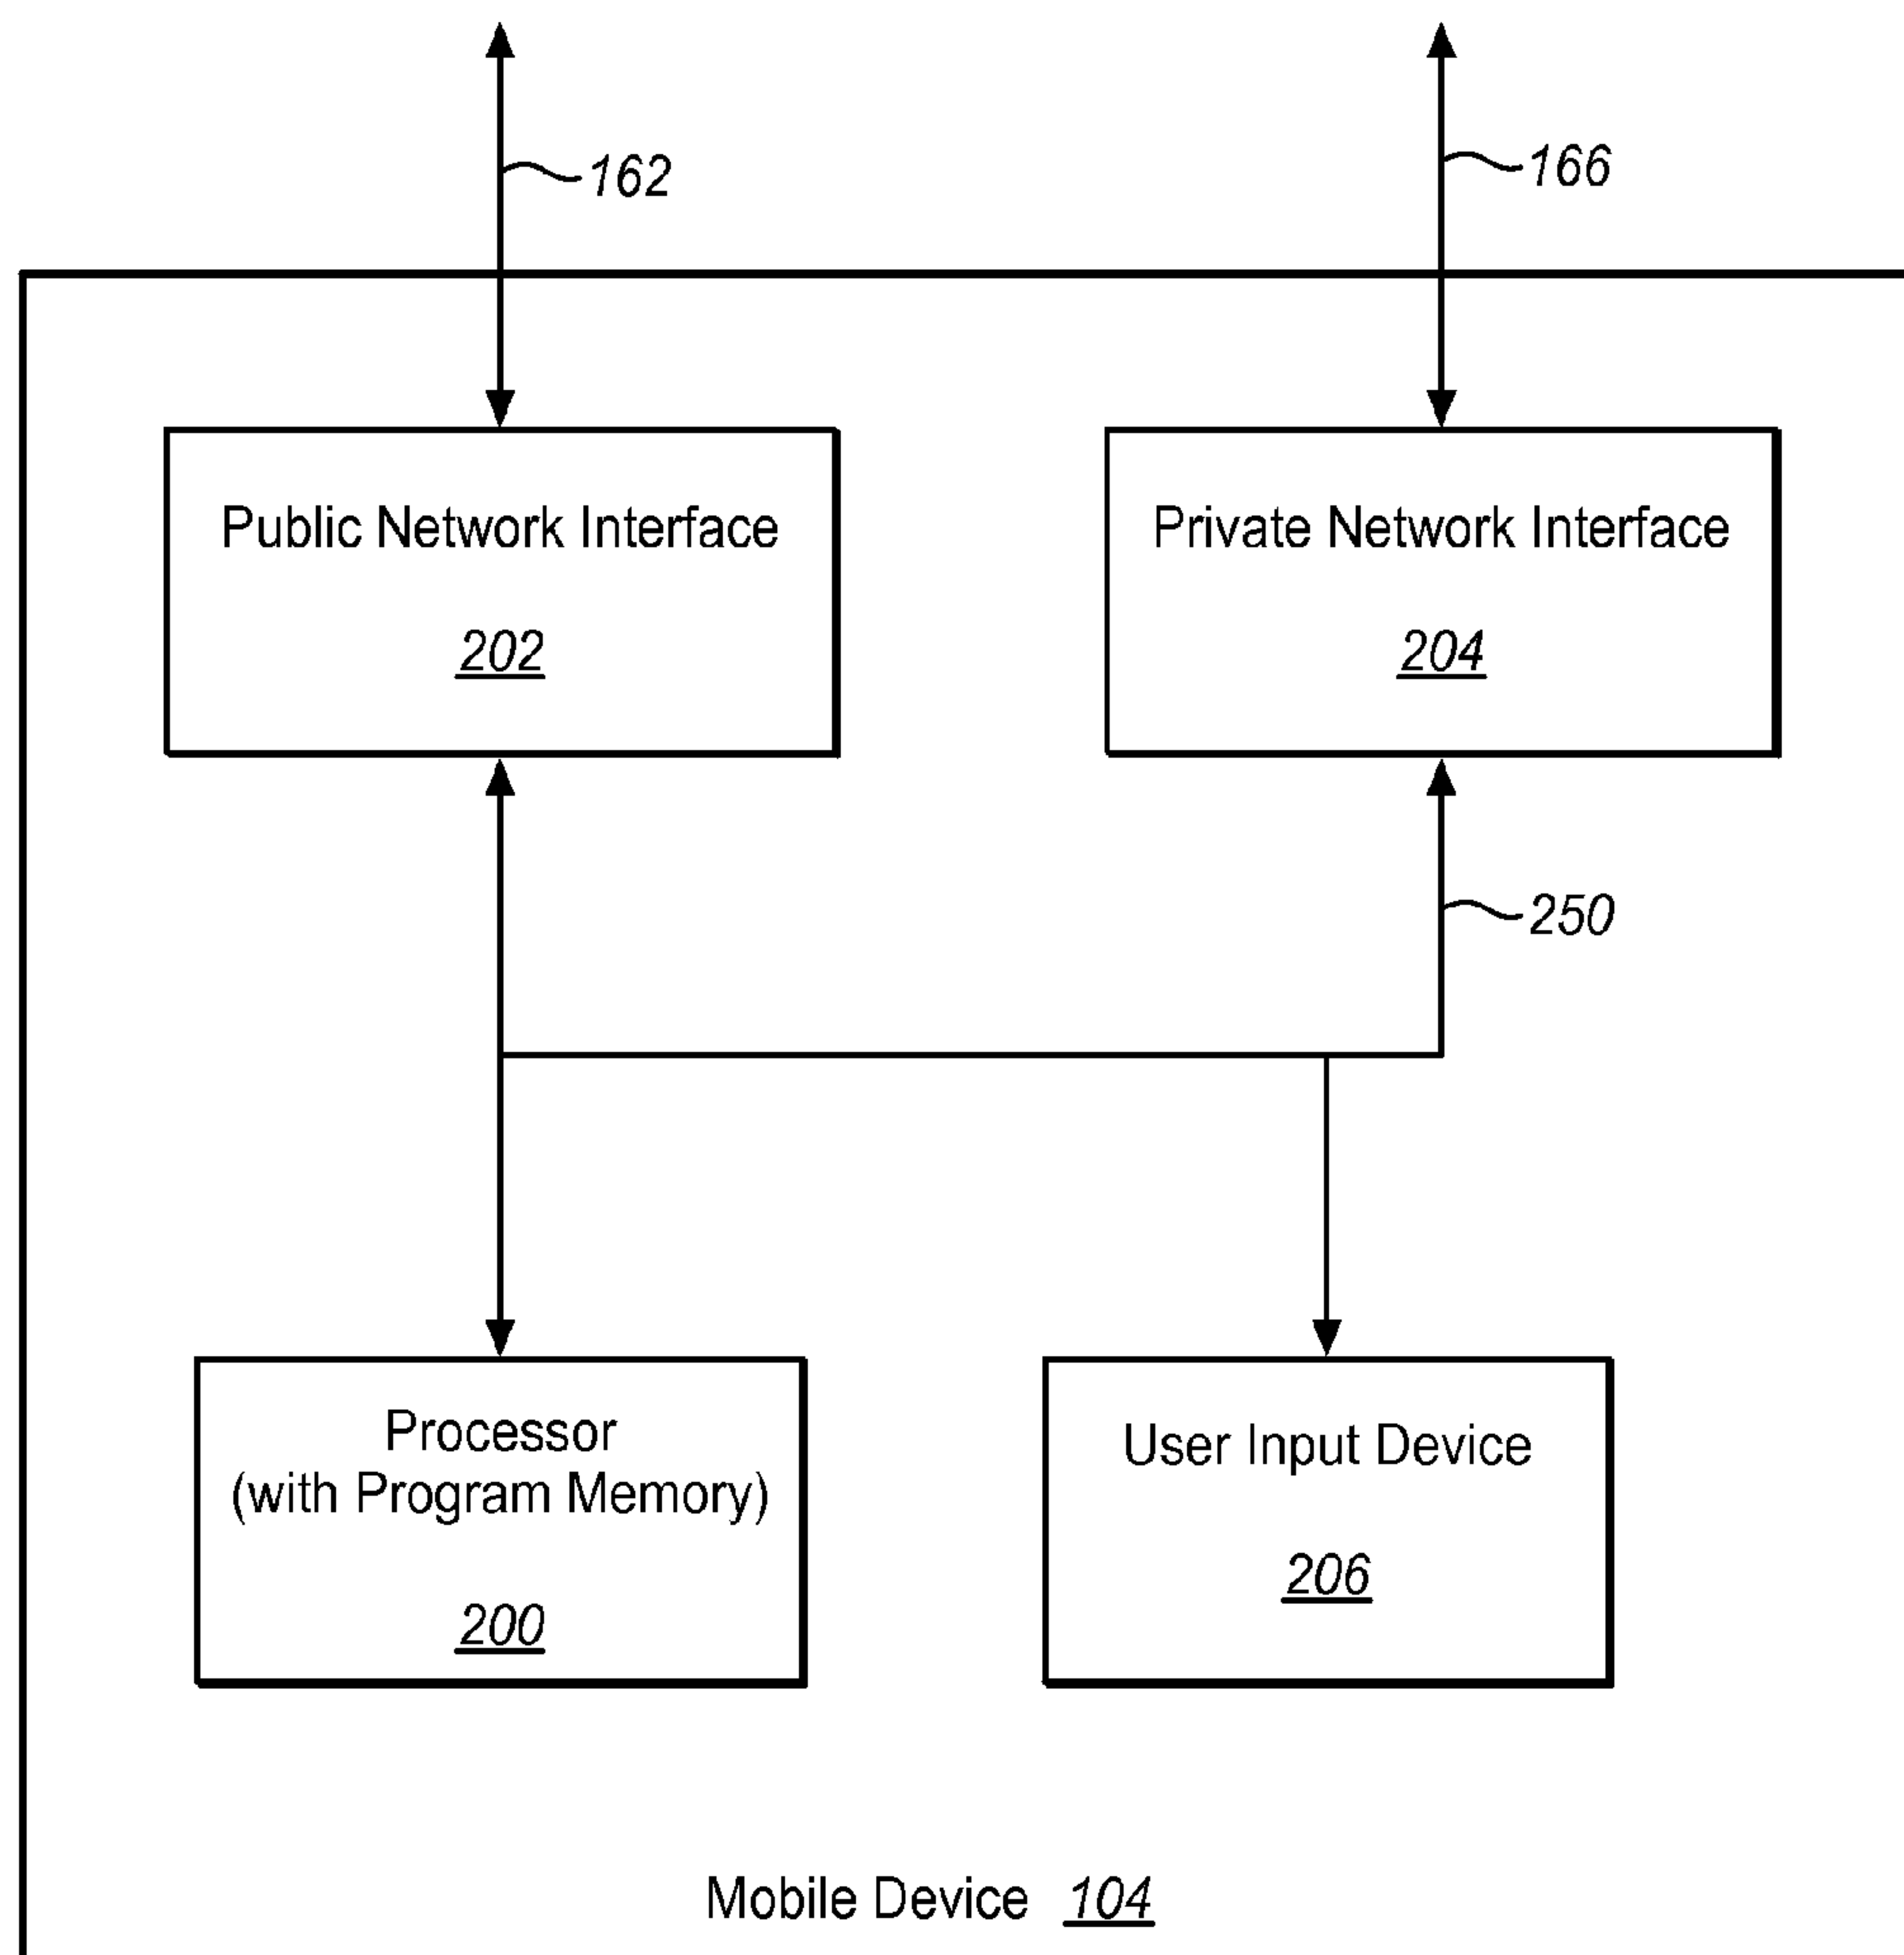 162
166
Public Network Interface
202
Private Network Interface
204
250
Processor
(with Program Memory)
200
User Input Device
206
Mobile Device 104